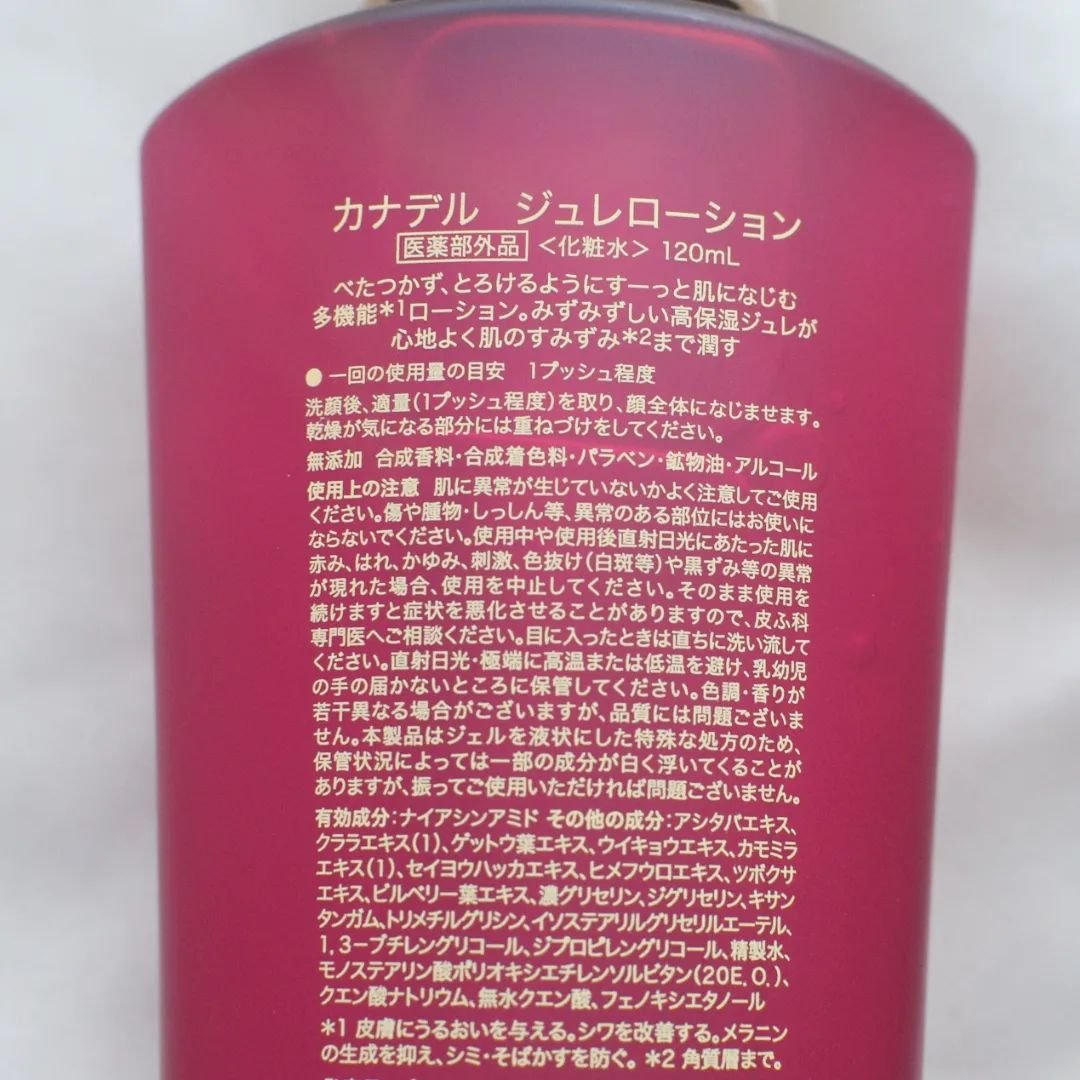 カナデル ジュレローション
医薬部外品 <化粧水> 120mL
べたつかず、とろけるようにすーっと肌になじむ
多機能*1ローション。みずみずしい高保湿ジュレが
心地よく肌のすみずみ*2まで潤す
● 一回の使用量の目安 1プッシュ程度
洗顔後、適量(1プッシュ程度)を取り、顔全体になじませます。
乾燥が気になる部分には重ねづけをしてください。
無添加 合成香料・合成着色料・パラベン・鉱物油・アルコール
使用上の注意 肌に異常が生じていないかよく注意してご使用
ください。傷や腫物・しっしん等、異常のある部位にはお使いに
ならないでください。使用中や使用後直射日光にあたった肌に
赤み、はれ、かゆみ、刺激、色抜け(白斑等)や黒ずみ等の異常
が現れた場合、使用を中止してください。そのまま使用を
続けますと症状を悪化させることがありますので、皮ふ科
専門医へご相談ください。目に入ったときは直ちに洗い流して
ください。直射日光・極端に高温または低温を避け、乳幼児
の手の届かないところに保管してください。色調・香りが
若干異なる場合がございますが、品質には問題ございま
せん。本製品はジェルを液状にした特殊な処方のため、
保管状況によっては一部の成分が白く浮いてくることが
ありますが、振ってご使用いただければ問題ございません。
有効成分:ナイアシンアミド その他の成分:アシタバエキス、
クララエキス(1)、ゲットウ葉エキス、ウイキョウエキス、カモミラ
エキス(1)、セイヨウハッカエキス、ヒメフウロエキス、ツボクサ
エキス、ビルベリー葉エキス、濃グリセリン、ジグリセリン、キサン
タンガム、トリメチルグリシン、イソステアリルグリセリルエーテル、
1,3-ブチレングリコール、ジプロピレングリコール、精製水、
モノステアリン酸ポリオキシエチレンソルビタン(20E.O.)、
クエン酸ナトリウム、無水クエン酸、フェノキシエタノール
*1 皮膚にうるおいを与える。シワを改善する。メラニン
の生成を抑え、シミ・そばかすを防ぐ。 *2 角質層まで。